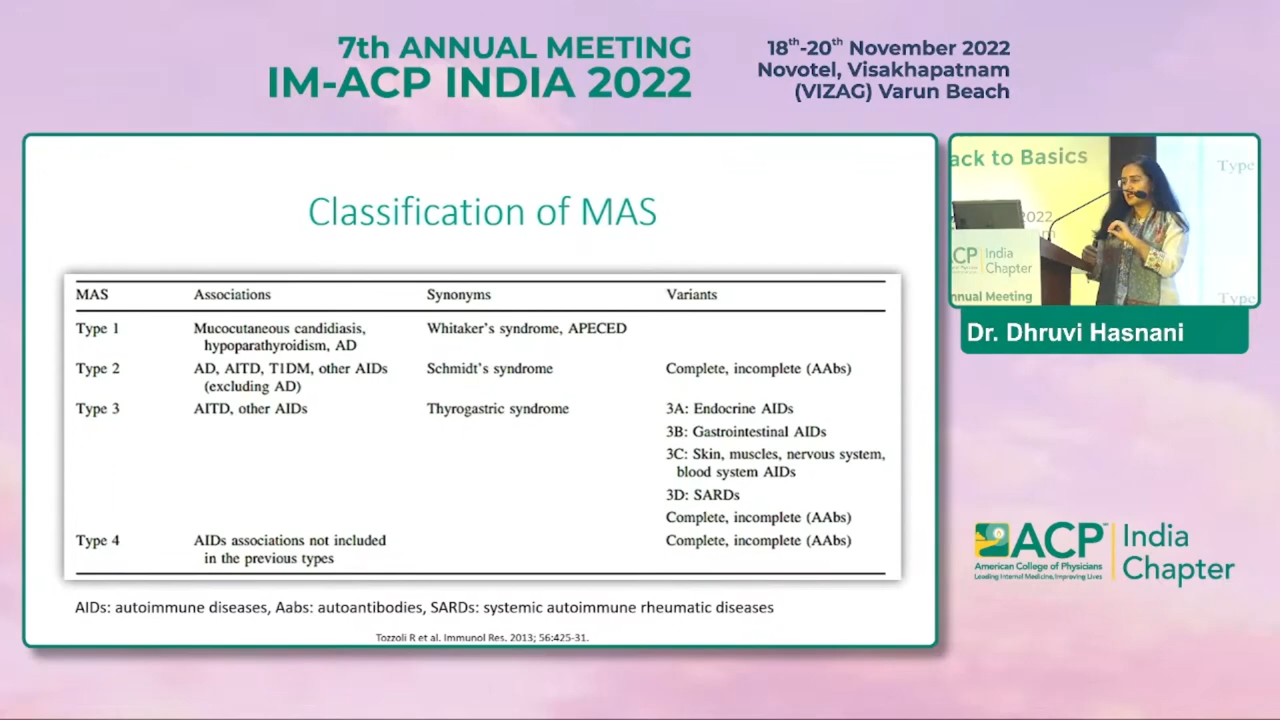 7th ANNUAL MEETING
IM-ACP INDIA 2022
18th-20th November 2022
Novotel, Visakhapatnam
(VIZAG) Varun Beach
Classification of MAS
MAS Associations Synonyms Variants
Type 1 Mucocutaneous candidiasis, Whitaker's syndrome, APECED
hypoparathyroidism, AD
Type 2 AD, AITD, T1DM, other AIDs Schmidt's syndrome Complete, incomplete (AAbs)
(excluding AD)
Type 3 AITD, other AIDs Thyrogastric syndrome 3A: Endocrine AIDs
3B: Gastrointestinal AIDs
3C: Skin, muscles, nervous system,
blood system AIDs
3D: SARDs
Complete, incomplete (AAbs)
Type 4 AIDs associations not included Complete, incomplete (AAbs)
in the previous types
AIDs: autoimmune diseases, Aabs: autoantibodies, SARDs: systemic autoimmune rheumatic diseases
Tozzoli R et al. Immunol Res. 2013; 56:425-31.
ack to Basics
Type
2022
CP India
Chapter
nnual Meeting
Type
Dr. Dhruvi Hasnani
ACP India
Chapter
American College of Physicians
Leading Internal Medicine, Improving Lives